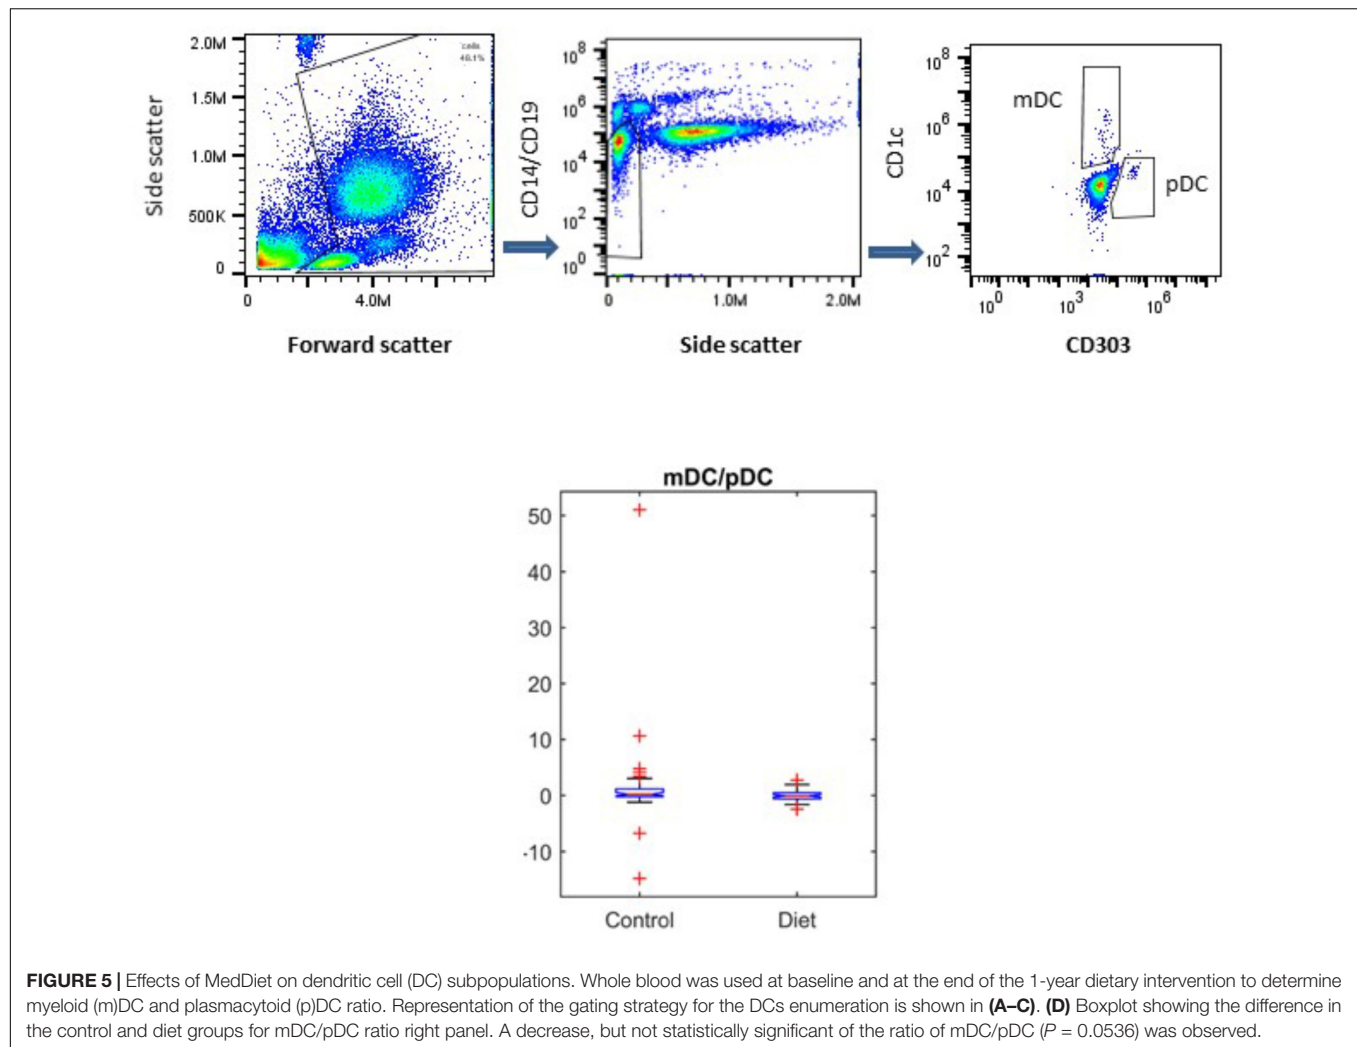 cells
46.1%
2.0M
1.5M
1.0M
500K
0
0 4.0M
Side scatter
Forward scatter
10^8
10^6
10^4
10^2
10^0
0 1.0M 2.0M
CD14/CD19
Side scatter
mDC
pDC
10^8
10^6
10^4
10^2
10^0 10^3 10^6
CD1c
CD303
mDC/pDC
50
40
30
20
10
0
-10
Control Diet
FIGURE 5 | Effects of MedDiet on dendritic cell (DC) subpopulations. Whole blood was used at baseline and at the end of the 1-year dietary intervention to determine
myeloid (m)DC and plasmacytoid (p)DC ratio. Representation of the gating strategy for the DCs enumeration is shown in (A–C). (D) Boxplot showing the difference in
the control and diet groups for mDC/pDC ratio right panel. A decrease, but not statistically significant of the ratio of mDC/pDC (P = 0.0536) was observed.